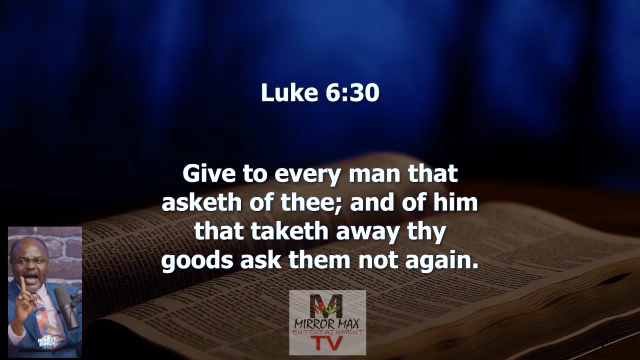 Luke 6:30
Give to every man that
asketh of thee; and of him
that taketh away thy
goods ask them not again.
M
MIRROR MAX
ENTERTAINMENT
TV